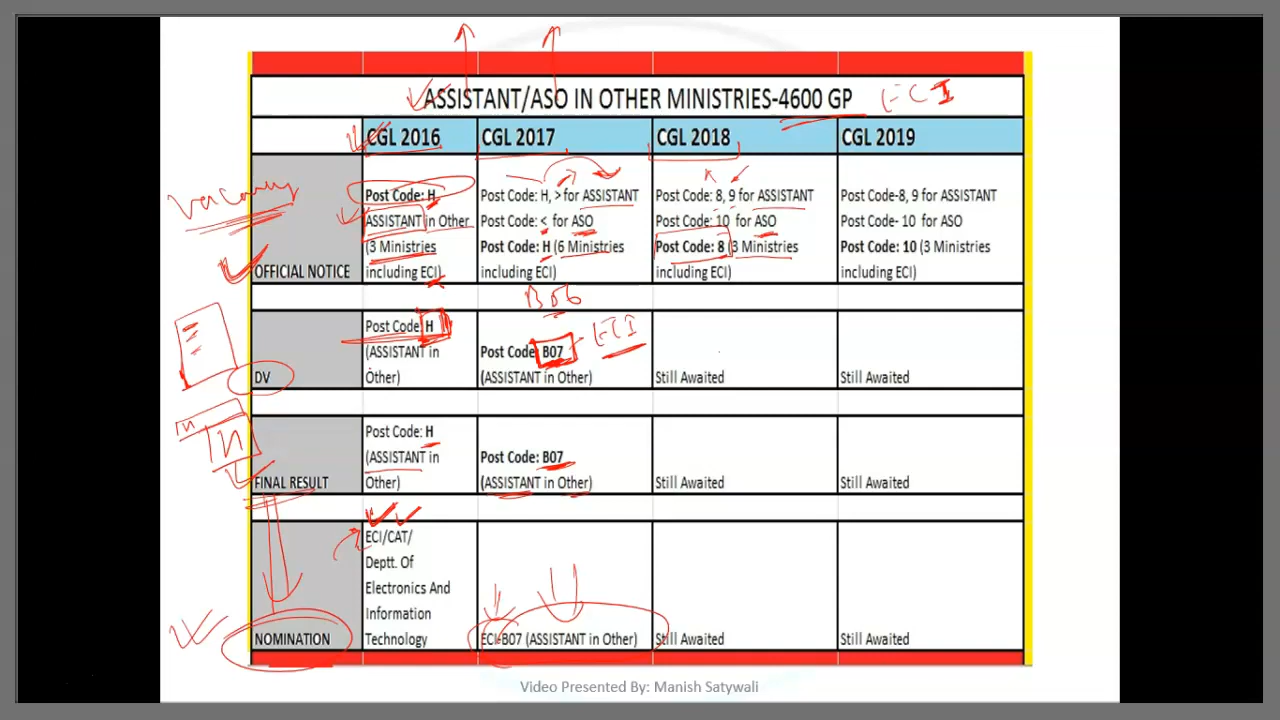 ASSISTANT/ASO IN OTHER MINISTRIES-4600 GP ECI
CGL 2016 CGL 2017 CGL 2018 CGL 2019
Vacancy
OFFICIAL NOTICE
Post Code: H
ASSISTANT in Other
(3 Ministries
including ECI)
Post Code: H, > for ASSISTANT
Post Code: < for ASO
Post Code: H (6 Ministries
including ECI)
Post Code: 8, 9 for ASSISTANT
Post Code: 10 for ASO
Post Code: 8 (3 Ministries
including ECI)
Post Code-8, 9 for ASSISTANT
Post Code- 10 for ASO
Post Code: 10 (3 Ministries
including ECI)
DV
Post Code: H
(ASSISTANT in
Other)
B06
ECI
Post Code: B07
(ASSISTANT in Other)
Still Awaited
Still Awaited
FINAL RESULT
Post Code: H
(ASSISTANT in
Other)
Post Code: B07
(ASSISTANT in Other)
Still Awaited
Still Awaited
NOMINATION
ECI/CAT/
Deptt. Of
Electronics And
Information
Technology
ECI-B07 (ASSISTANT in Other)
Still Awaited
Still Awaited
Video Presented By: Manish Satywali